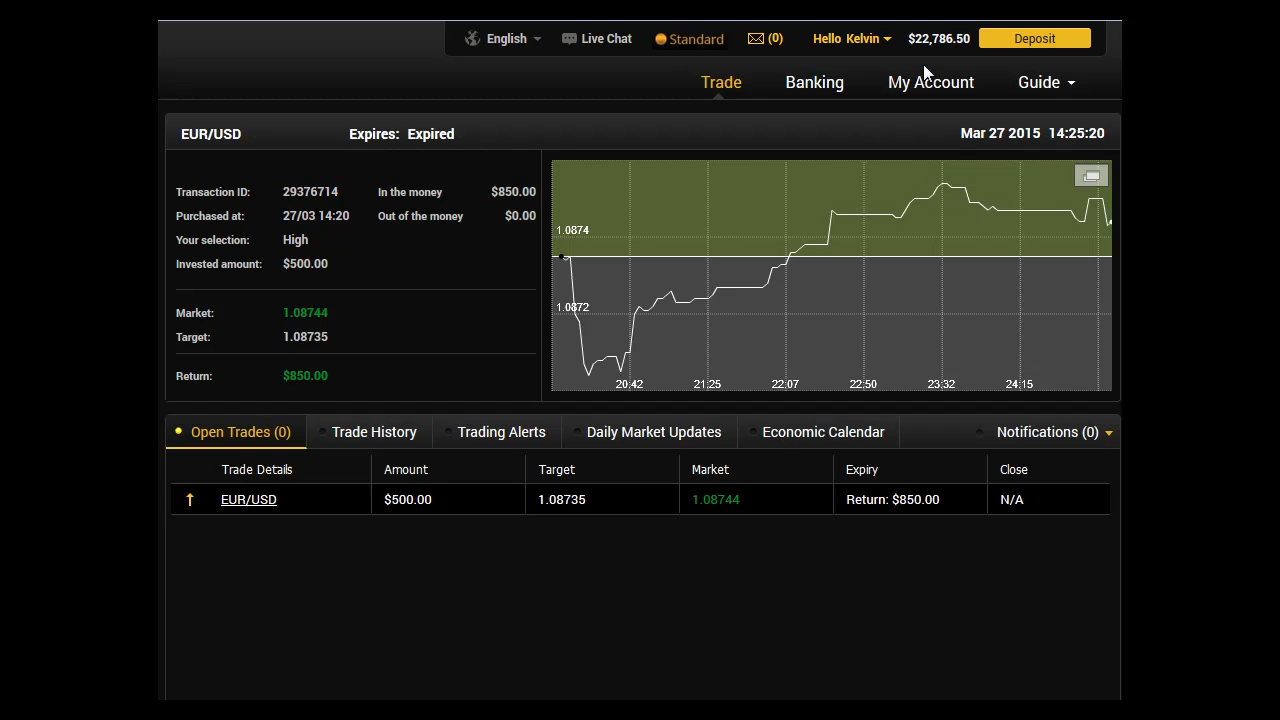 English Live Chat Standard (0) Hello Kelvin $22,786.50 Deposit
Trade Banking My Account Guide
EUR/USD Expires: Expired Mar 27 2015 14:25:20
Transaction ID: 29376714 In the money $850.00
Purchased at: 27/03 14:20 Out of the money $0.00
Your selection: High
Invested amount: $500.00
Market: 1.08744
Target: 1.08735
Return: $850.00
1.0874
1.0872
20:42 21:25 22:07 22:50 23:32 24:15
Open Trades (0) Trade History Trading Alerts Daily Market Updates Economic Calendar Notifications (0)
Trade Details Amount Target Market Expiry Close
EUR/USD $500.00 1.08735 1.08744 Return: $850.00 N/A